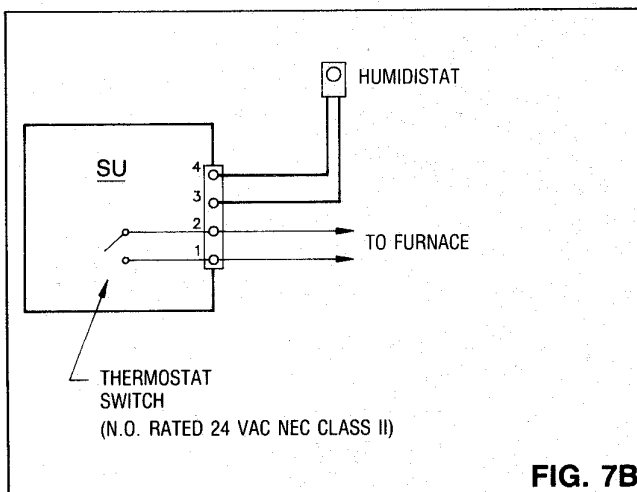 HUMIDISTAT
SU
4
3
2
1
TO FURNACE
THERMOSTAT
SWITCH
(N.O. RATED 24 VAC NEC CLASS II)
FIG. 7B